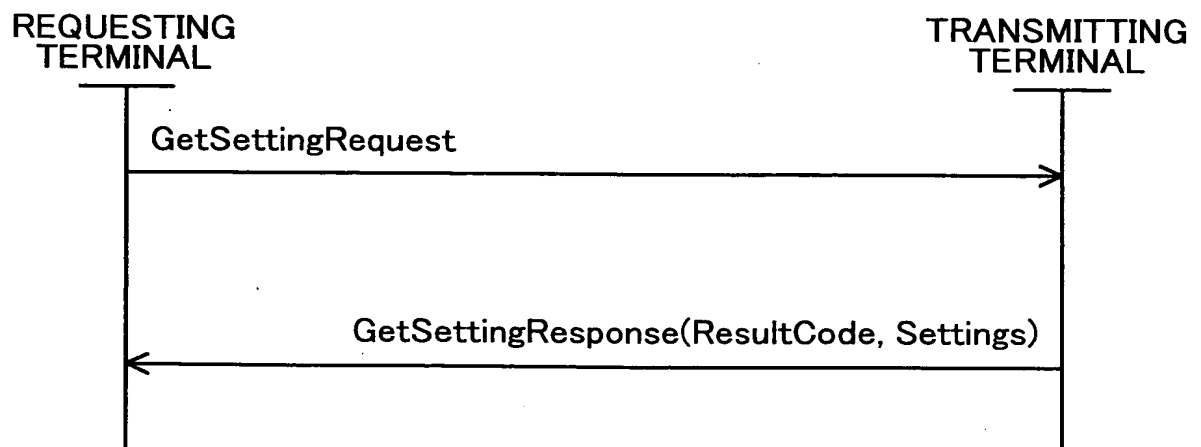 REQUESTING
TERMINAL
TRANSMITTING
TERMINAL
GetSettingRequest
GetSettingResponse(ResultCode, Settings)